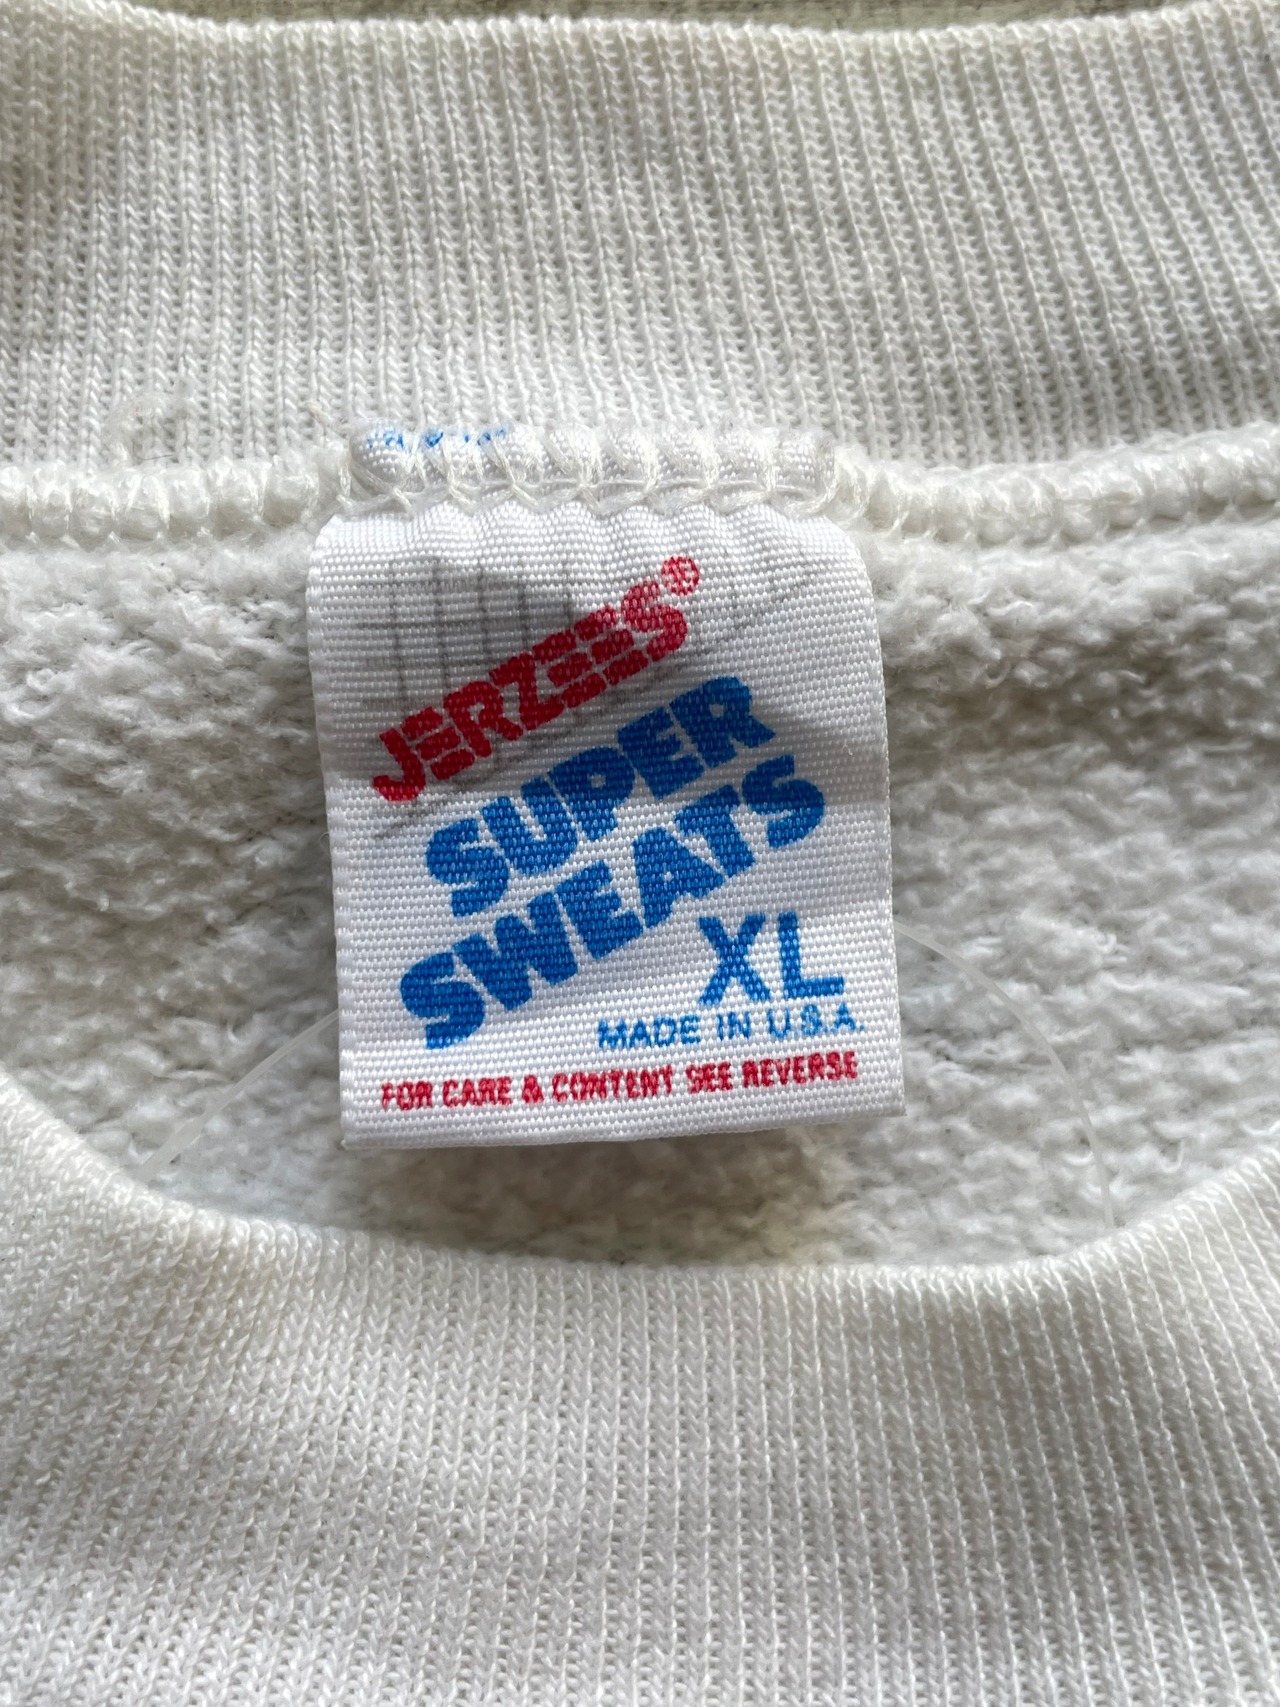 JERZEES®
SUPER
SWEATS
XL
MADE IN U.S.A.
FOR CARE & CONTENT SEE REVERSE